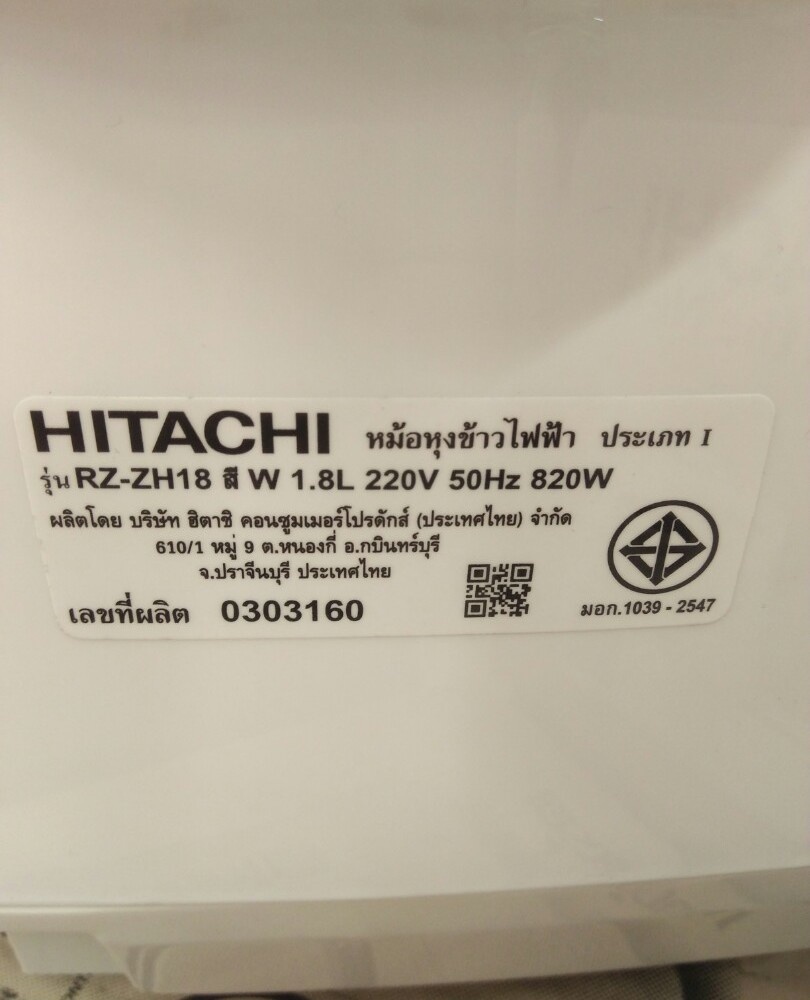 HITACHI หม้อหุงข้าวไฟฟ้า ประเภท I
รุ่น RZ-ZH18 สี W 1.8L 220V 50Hz 820W
ผลิตโดย บริษัท ฮิตาชิ คอนซูมเมอร์โปรดักส์ (ประเทศไทย) จำกัด
610/1 หมู่ 9 ต.หนองกี่ อ.กบินทร์บุรี
จ.ปราจีนบุรี ประเทศไทย
เลขที่ผลิต 0303160
มอก.1039 - 2547